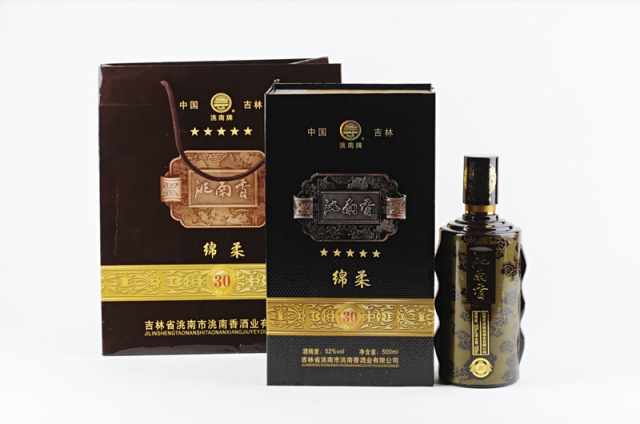 中国 吉林
洮南牌
洮南香
绵柔
30
吉林省洮南市洮南香酒业有
JILINSHENGTAONANSHITAONANXIANGJIUYEYOU
中国 吉林
洮南牌
洮南香
绵柔
30
酒精度：52%vol 净含量：500ml
吉林省洮南市洮南香酒业有限公司
JILINSHENGTAONANSHITAONANXIANGJIUYEYOUXIANGONGSI
洮南香